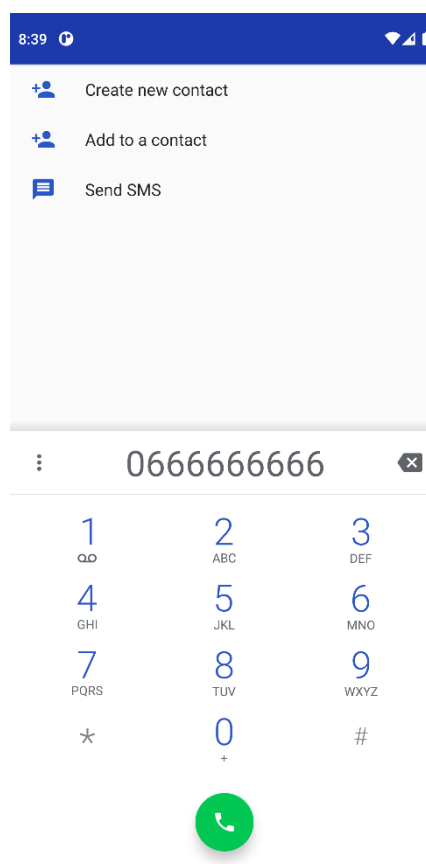 8:39
Create new contact
Add to a contact
Send SMS
0666666666
1 2 3
ABC DEF
4 5 6
GHI JKL MNO
7 8 9
PQRS TUV WXYZ
* 0 #
+